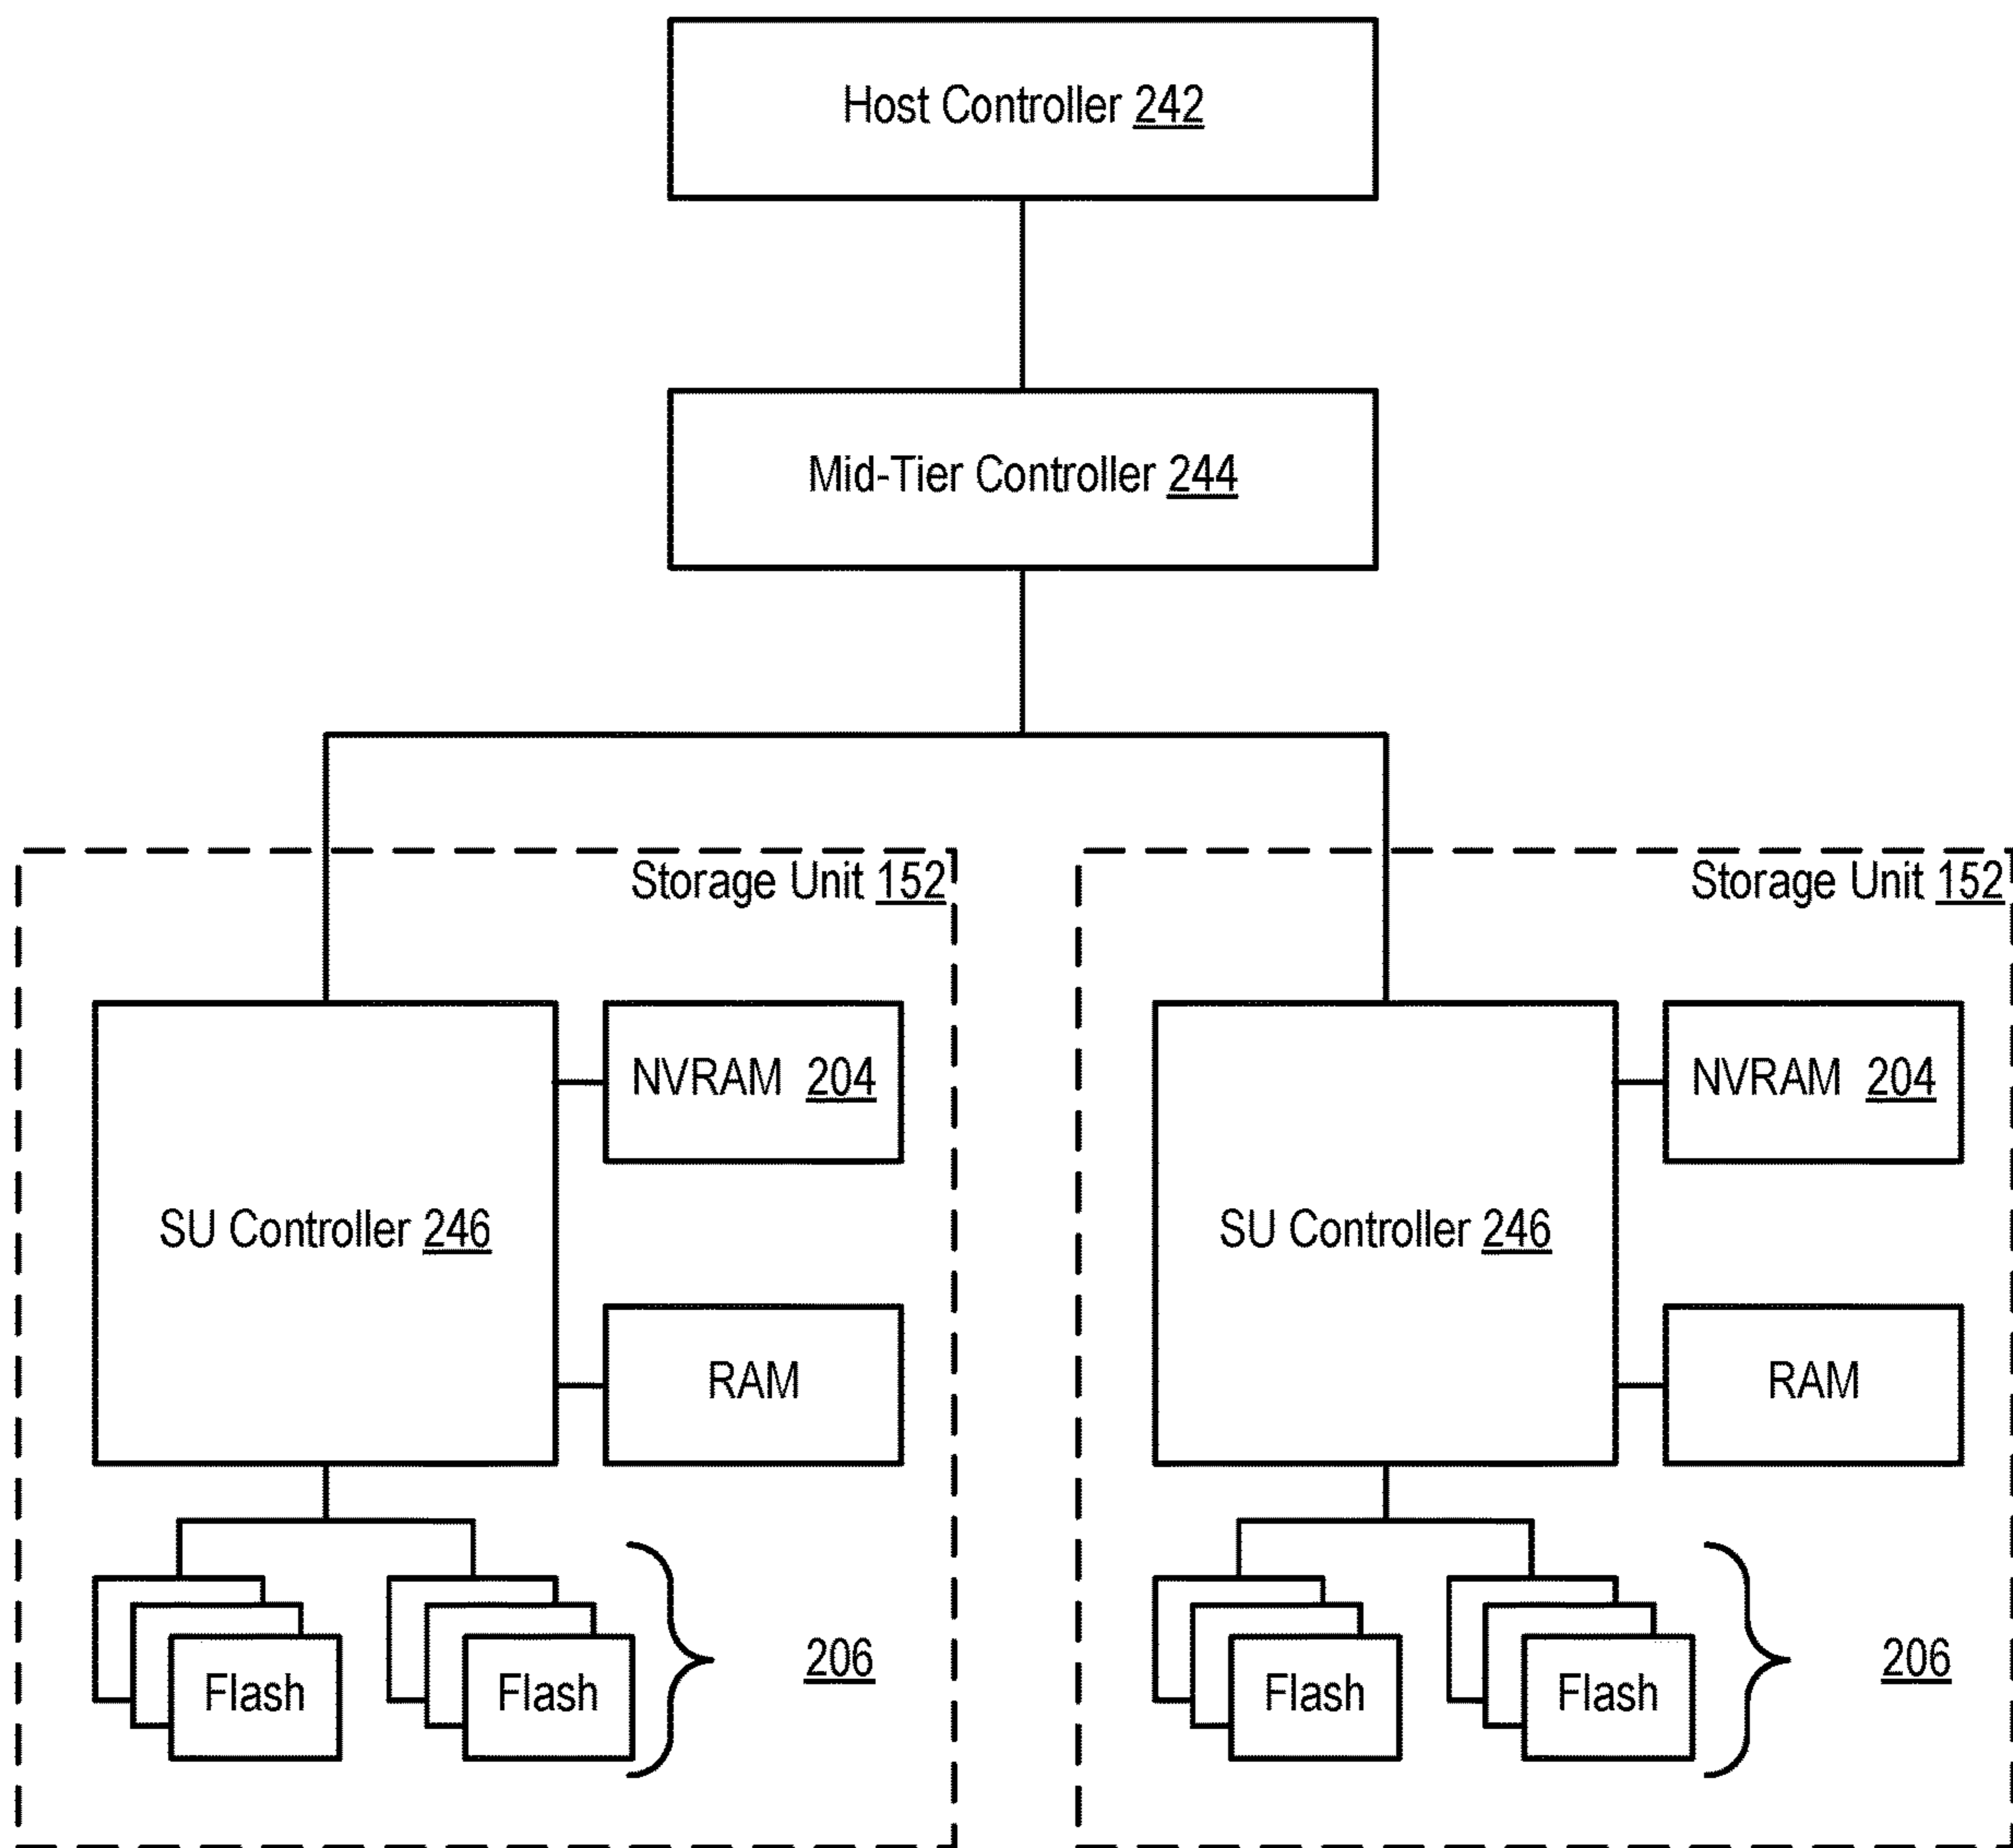 Host Controller 242
Mid-Tier Controller 244
Storage Unit 152
NVRAM 204
SU Controller 246
RAM
Flash
Flash
206
Storage Unit 152
NVRAM 204
SU Controller 246
RAM
Flash
Flash
206